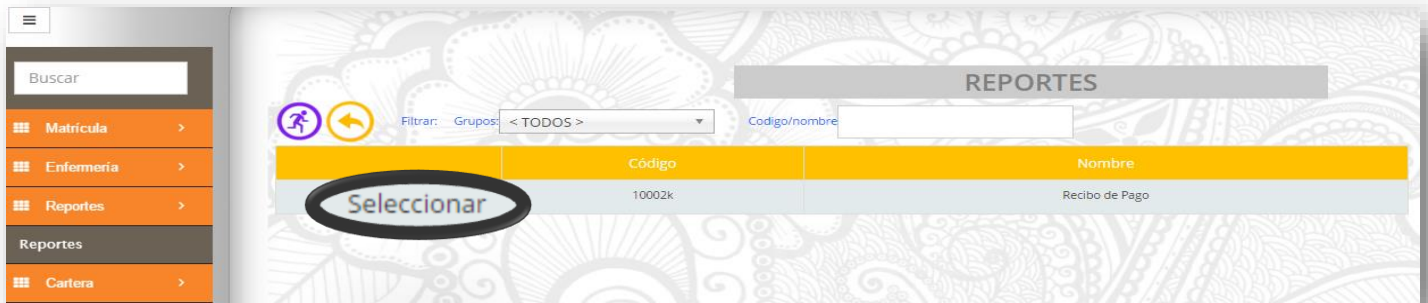 Buscar
Matrícula
Enfermería
Reportes
Reportes
Cartera
REPORTES
Filtrar: Grupos: < TODOS > Codigo/nombre
Código Nombre
Seleccionar 10002k Recibo de Pago